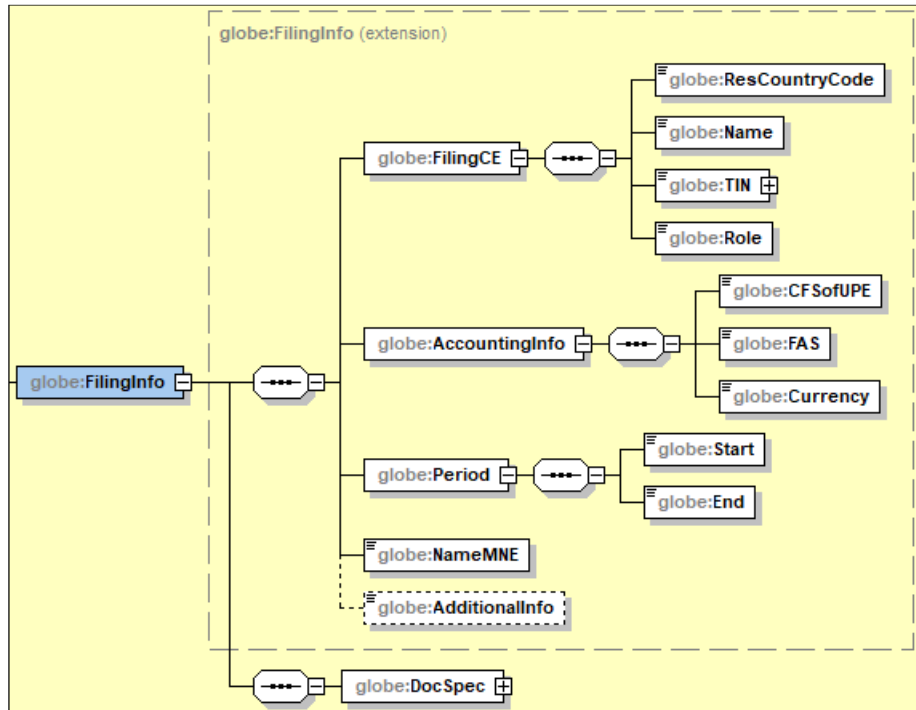 globe:FilingInfo (extension)
globe:ResCountryCode
globe:Name
globe:FilingCE
globe:TIN
globe:Role
globe:CFSofUPE
globe:AccountingInfo
globe:FAS
globe:Currency
globe:FilingInfo
globe:Start
globe:Period
globe:End
globe:NameMNE
globe:AdditionalInfo
globe:DocSpec